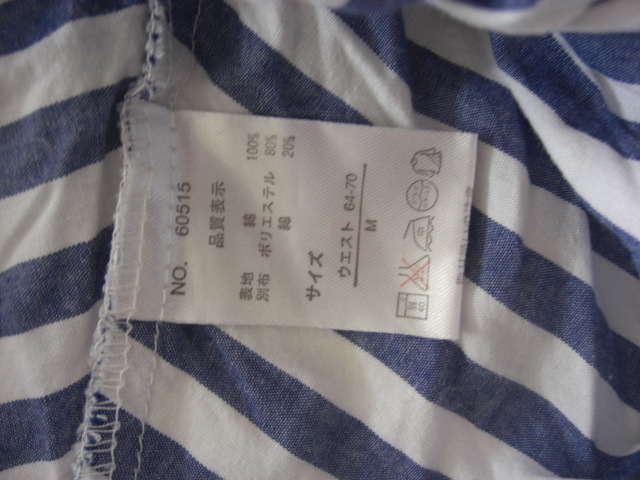 NO. 60515
品質表示
表地 綿 100%
別布 ポリエステル 80%
綿 20%
サイズ
ウエスト 64-70
M